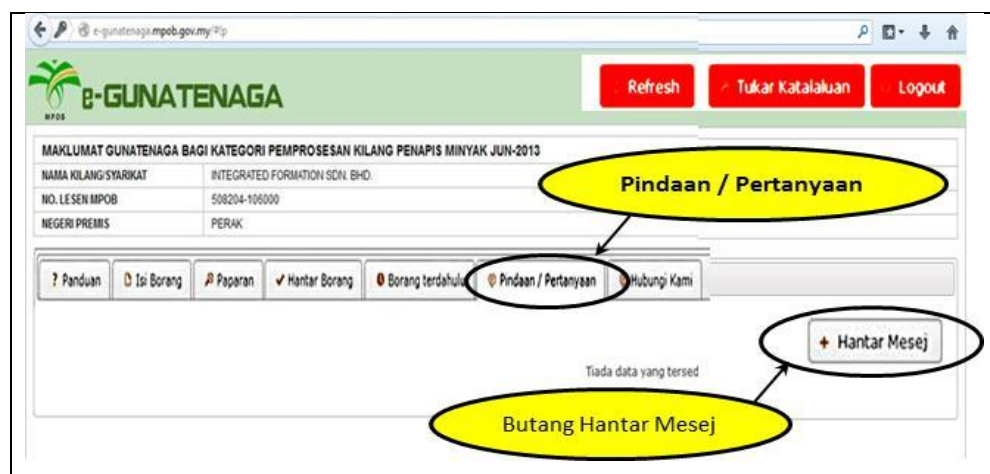 e-gunatenaga.mpob.gov.my/#!p
e-GUNATENAGA
MPOB
Refresh
Tukar Katalaluan
Logout
MAKLUMAT GUNATENAGA BAGI KATEGORI PEMPROSESAN KILANG PENAPIS MINYAK JUN-2013
NAMA KILANG/SYARIKAT INTEGRATED FORMATION SDN. BHD.
NO. LESEN MPOB 508204-106000
NEGERI PREMIS PERAK
Pindaan / Pertanyaan
? Panduan Isi Borang Paparan Hantar Borang Borang terdahulu Pindaan / Pertanyaan Hubungi Kami
+ Hantar Mesej
Tiada data yang tersed
Butang Hantar Mesej